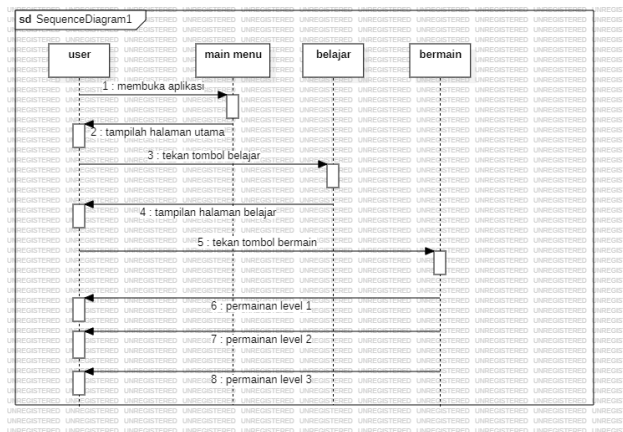 sd SequenceDiagram1
user
main menu
belajar
bermain
1 : membuka aplikasi
2 : tampilah halaman utama
3 : tekan tombol belajar
4 : tampilan halaman belajar
5 : tekan tombol bermain
6 : permainan level 1
7 : permainan level 2
8 : permainan level 3
UNREGISTERED